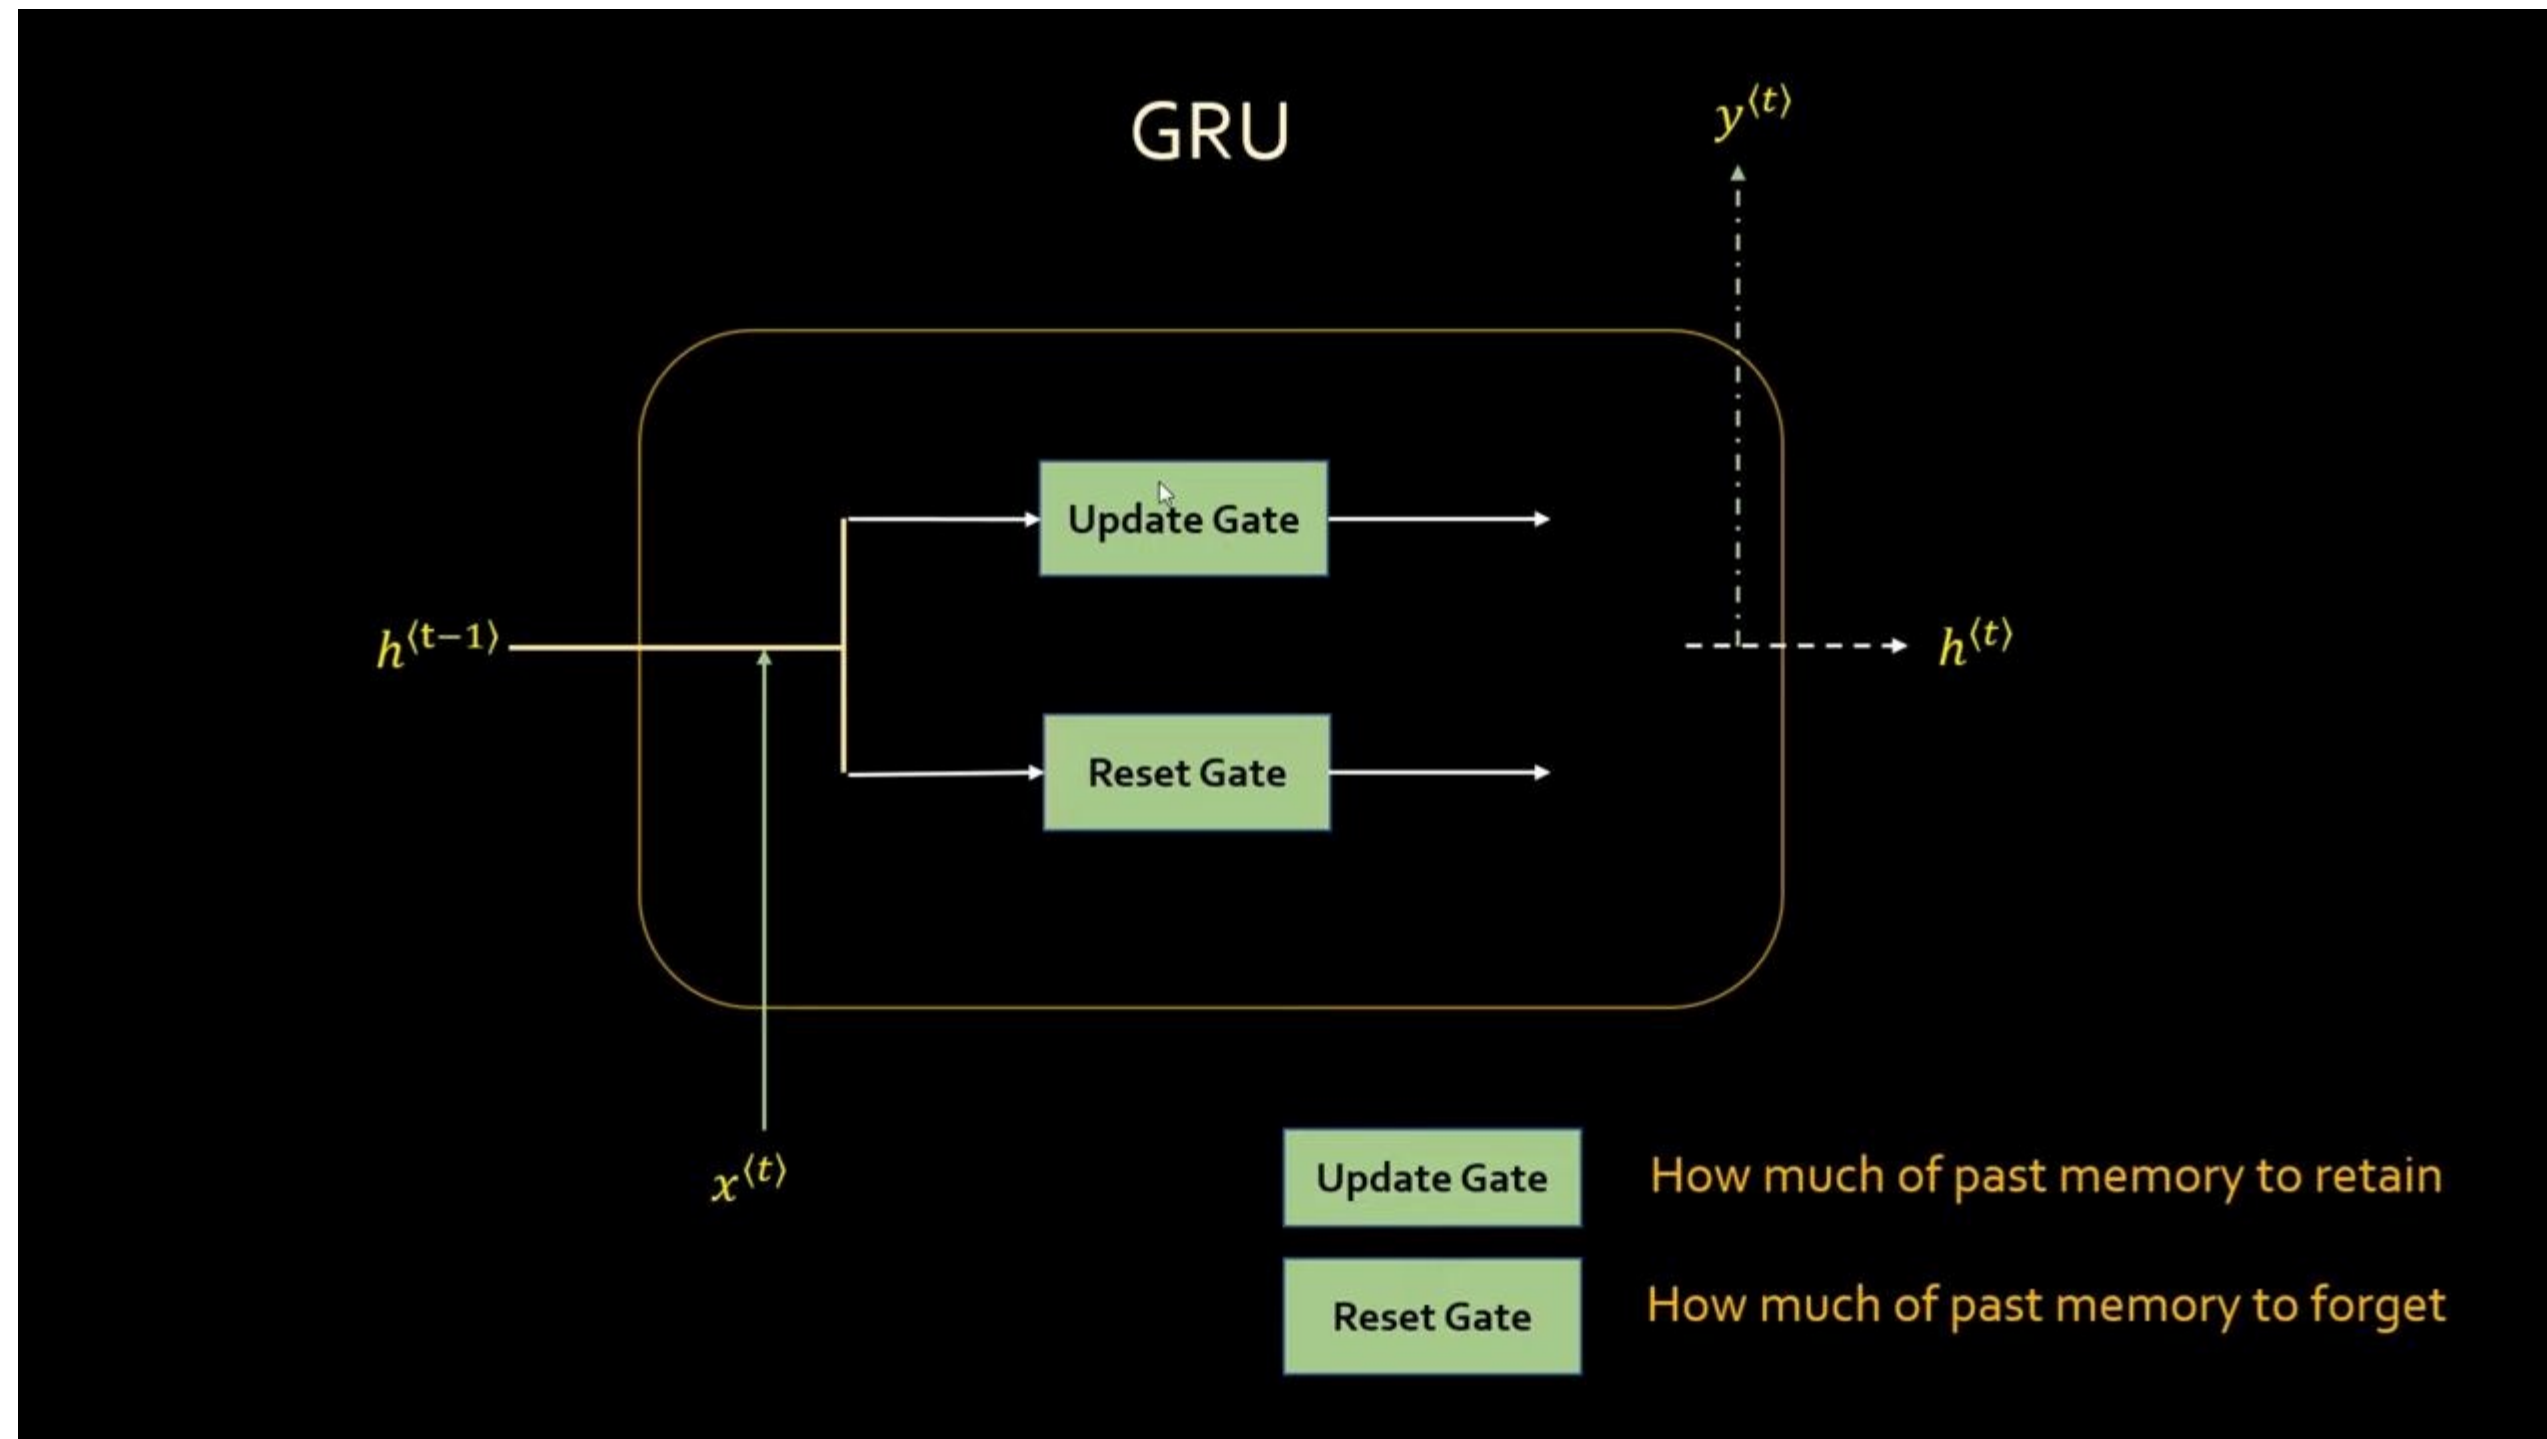 GRU
y⟨t⟩
Update Gate
h⟨t−1⟩
h⟨t⟩
Reset Gate
x⟨t⟩
Update Gate How much of past memory to retain
Reset Gate How much of past memory to forget